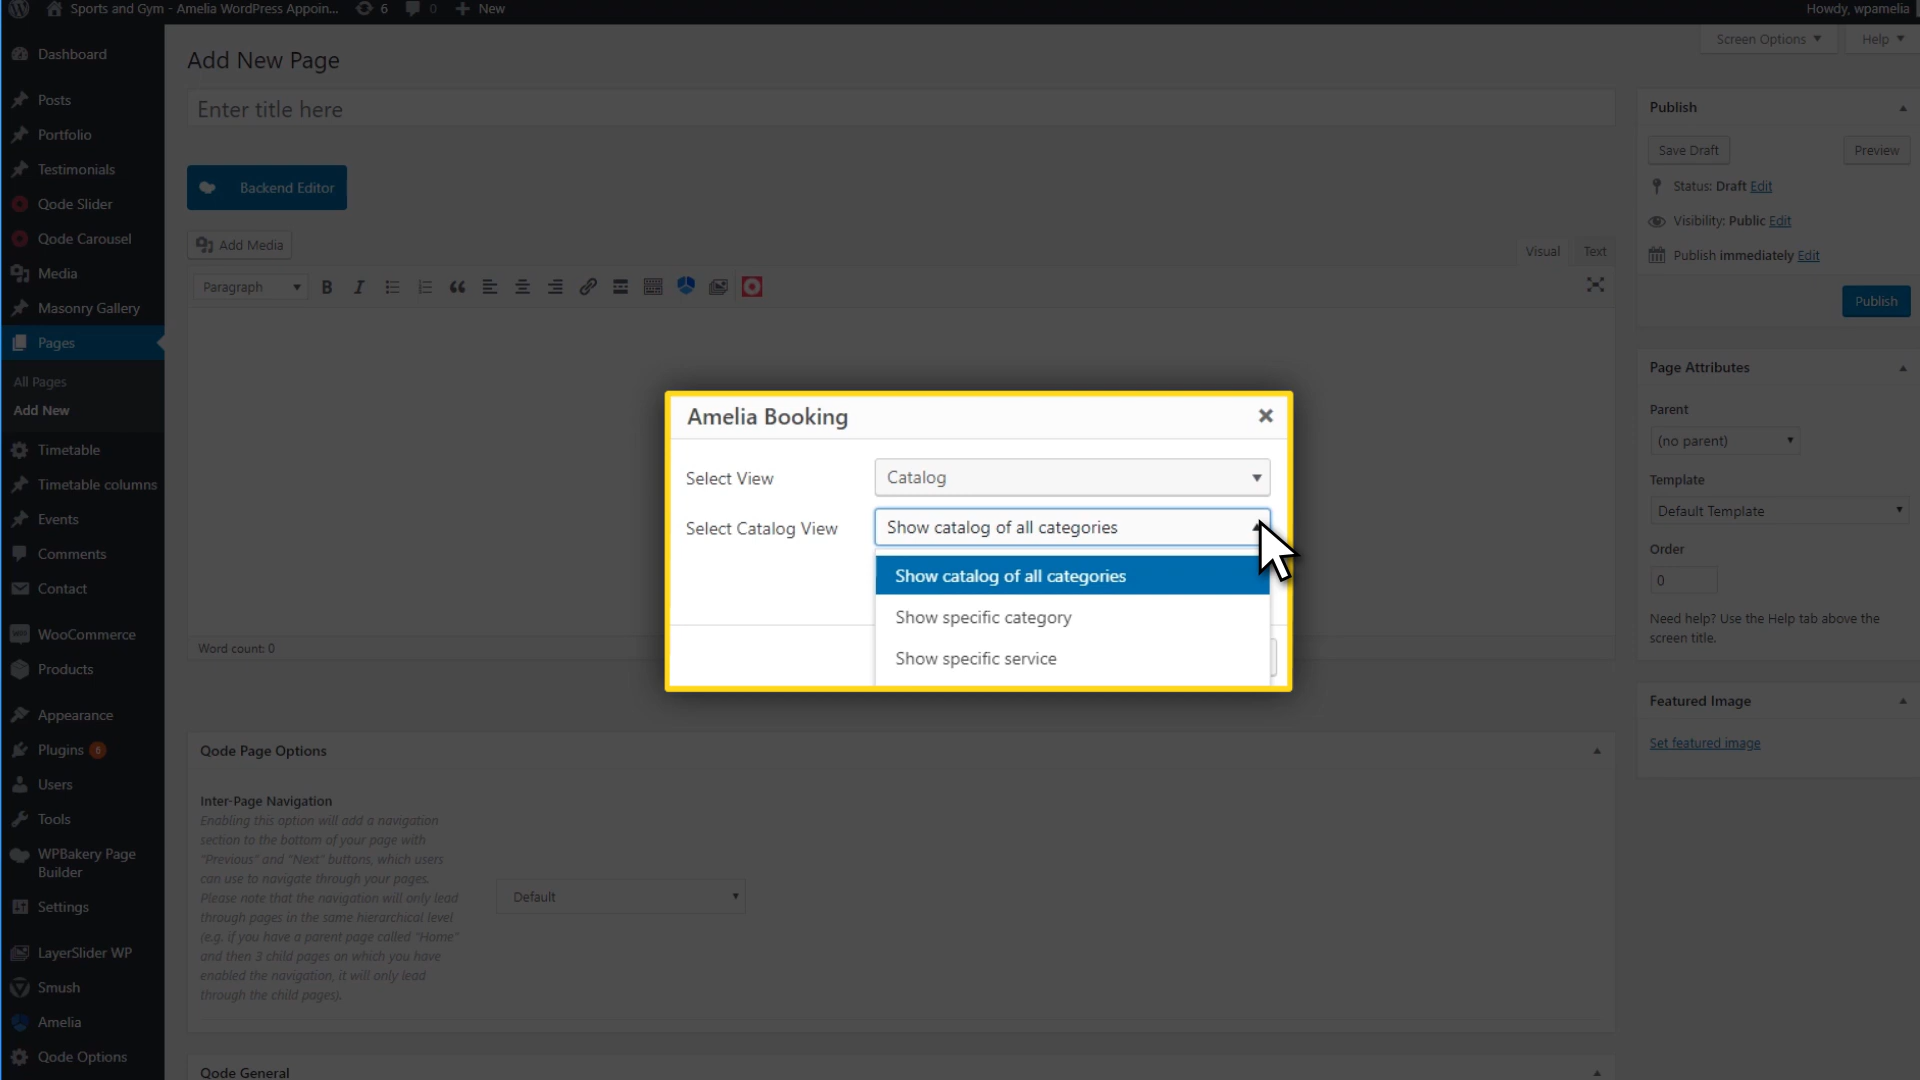 Sports and Gym - Amelia WordPress Appoin...
6
0
New
Howdy, wpamelia
Dashboard
Posts
Portfolio
Testimonials
Qode Slider
Qode Carousel
Media
Masonry Gallery
Pages
All Pages
Add New
Timetable
Timetable columns
Events
Comments
Contact
WooCommerce
Products
Appearance
Plugins 6
Users
Tools
WPBakery Page
Builder
Settings
LayerSlider WP
Smush
Amelia
Qode Options
Screen Options
Help
Add New Page
Enter title here
Backend Editor
Add Media
Visual
Text
Paragraph
Word count: 0
Amelia Booking
Select View
Catalog
Select Catalog View
Show catalog of all categories
Show catalog of all categories
Show specific category
Show specific service
Qode Page Options
Inter-Page Navigation
Enabling this option will add a navigation
section to the bottom of your page with
"Previous" and "Next" buttons, which users
can use to navigate through your pages.
Please note that the navigation will only lead
through pages in the same hierarchical level
(e.g. if you have a parent page called "Home"
and then 3 child pages on which you have
enabled the navigation, it will only lead
through the child pages).
Default
Qode General
Publish
Save Draft
Preview
Status: Draft Edit
Visibility: Public Edit
Publish immediately Edit
Publish
Page Attributes
Parent
(no parent)
Template
Default Template
Order
0
Need help? Use the Help tab above the
screen title.
Featured Image
Set featured image